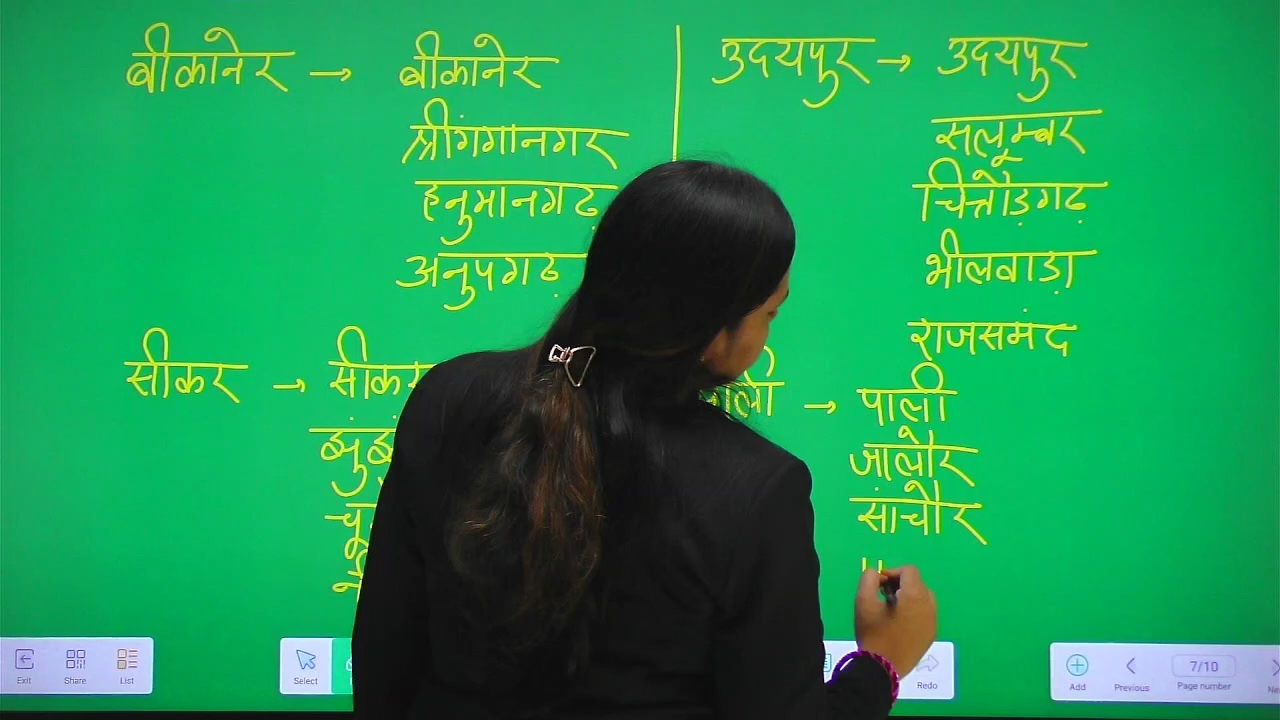 बीकानेर → बीकानेर
श्रीगंगानगर
हनुमानगढ़
अनुपगढ़
उदयपुर → उदयपुर
सलूम्बर
चित्तौड़गढ़
भीलवाड़ा
राजसमंद
सीकर → सीकर
→ पाली
जालौर
सांचौर
Exit
Share
List
Select
Redo
Add
Previous
7/10
Page number